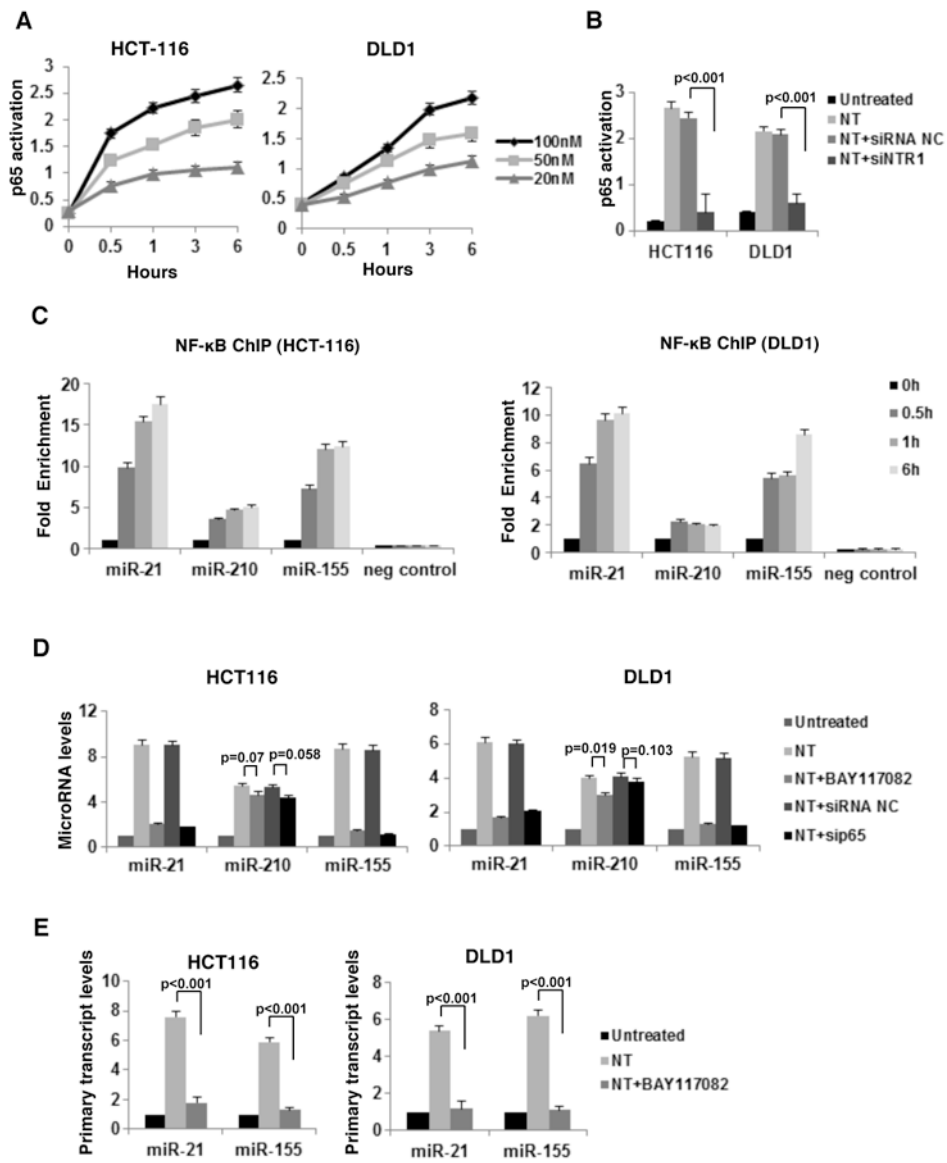 A
HCT-116
DLD1
p65 activation
3
2.5
2
1.5
1
0.5
0
0 0.5 1 3 6
Hours
2.5
2
1.5
1
0.5
0
0 0.5 1 3 6
Hours
100nM
50nM
20nM
B
p65 activation
3
2
1
0
p<0.001
p<0.001
HCT116 DLD1
Untreated
NT
NT+siRNA NC
NT+siNTR1
C
NF-κB ChIP (HCT-116)
Fold Enrichment
20
15
10
5
0
miR-21 miR-210 miR-155 neg control
NF-κB ChIP (DLD1)
Fold Enrichment
12
10
8
6
4
2
0
miR-21 miR-210 miR-155 neg control
0h
0.5h
1h
6h
D
HCT116
MicroRNA levels
12
8
4
0
p=0.07
p=0.058
miR-21 miR-210 miR-155
DLD1
8
6
4
2
0
p=0.019
p=0.103
miR-21 miR-210 miR-155
Untreated
NT
NT+BAY117082
NT+siRNA NC
NT+sip65
E
HCT116
Primary transcript levels
10
8
6
4
2
0
p<0.001
p<0.001
miR-21 miR-155
DLD1
Primary transcript levels
8
6
4
2
0
p<0.001
p<0.001
miR-21 miR-155
Untreated
NT
NT+BAY117082